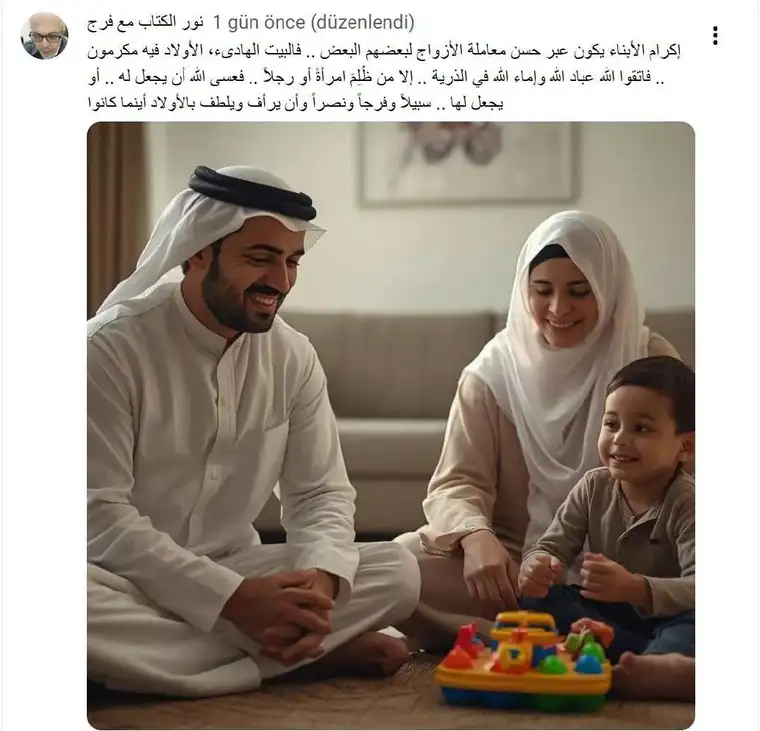 نور الكتاب مع فرج 1 gün önce (düzenlendi)
إكرام الأبناء يكون عبر حسن معاملة الأزواج لبعضهم البعض .. فالبيت الهادىء، الأولاد فيه مكرمون
.. فاتقوا الله عباد الله وإماء الله في الذرية .. إلا من ظُلِمَ امرأةً أو رجلاً .. فعسى الله أن يجعل له .. أو
يجعل لها .. سبيلاً وفرجاً ونصراً وأن يرأف ويلطف بالأولاد أينما كانوا